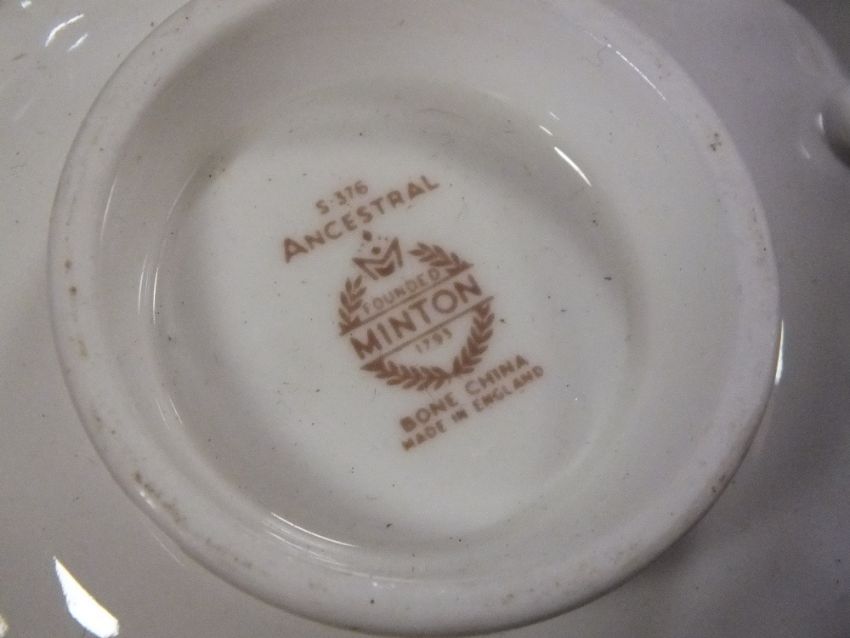 S-376
ANCESTRAL
FOUNDED
MINTON
1793
BONE CHINA
MADE IN ENGLAND